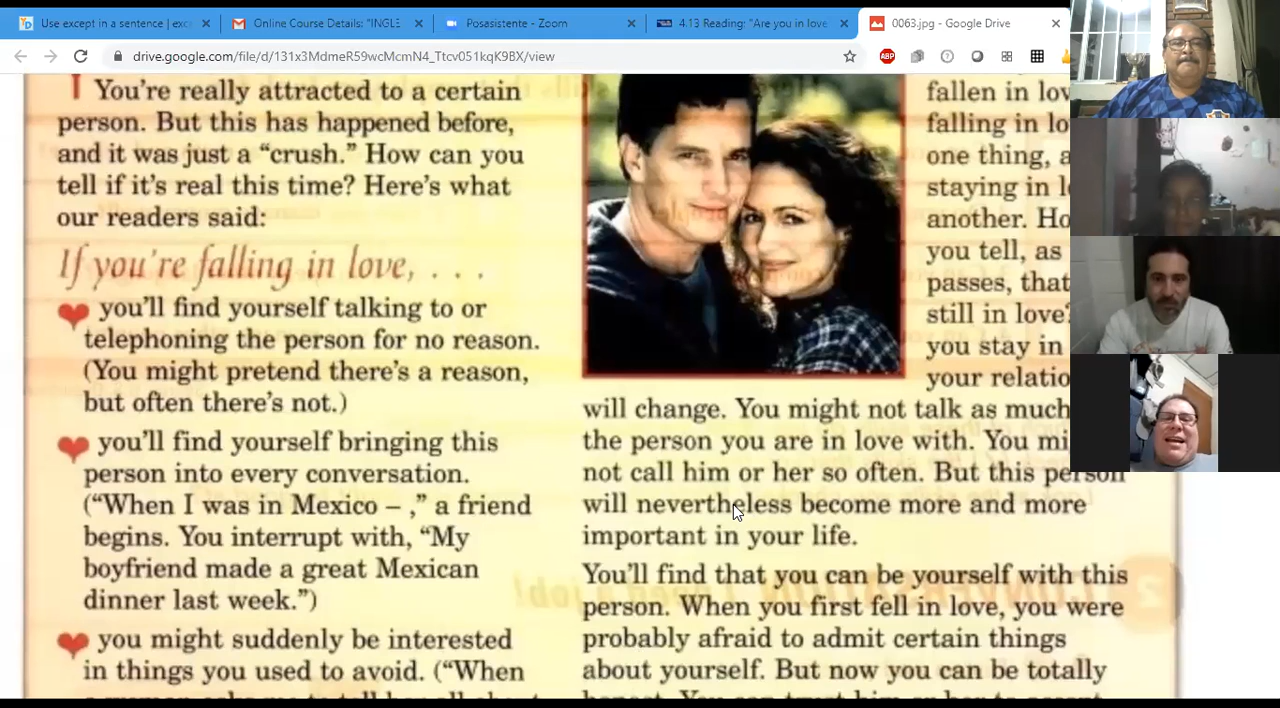 Use except in a sentence | exc
Online Course Details: "INGLE
Posasistente - Zoom
4.13 Reading: "Are you in love
0063.jpg - Google Drive
ABP
You're really attracted to a certain
person. But this has happened before,
and it was just a “crush.” How can you
tell if it's real this time? Here's what
our readers said:
If you're falling in love, . . .
you'll find yourself talking to or
telephoning the person for no reason.
(You might pretend there's a reason,
but often there's not.)
you'll find yourself bringing this
person into every conversation.
(“When I was in Mexico – ,” a friend
begins. You interrupt with, “My
boyfriend made a great Mexican
dinner last week.”)
you might suddenly be interested
in things you used to avoid. (“When
fallen in lov
falling in lo
one thing, a
staying in l
another. Ho
you tell, as
passes, that
still in love?
you stay in
your relatio
will change. You might not talk as much
the person you are in love with. You mi
not call him or her so often. But this person
will nevertheless become more and more
important in your life.
You'll find that you can be yourself with this
person. When you first fell in love, you were
probably afraid to admit certain things
about yourself. But now you can be totally